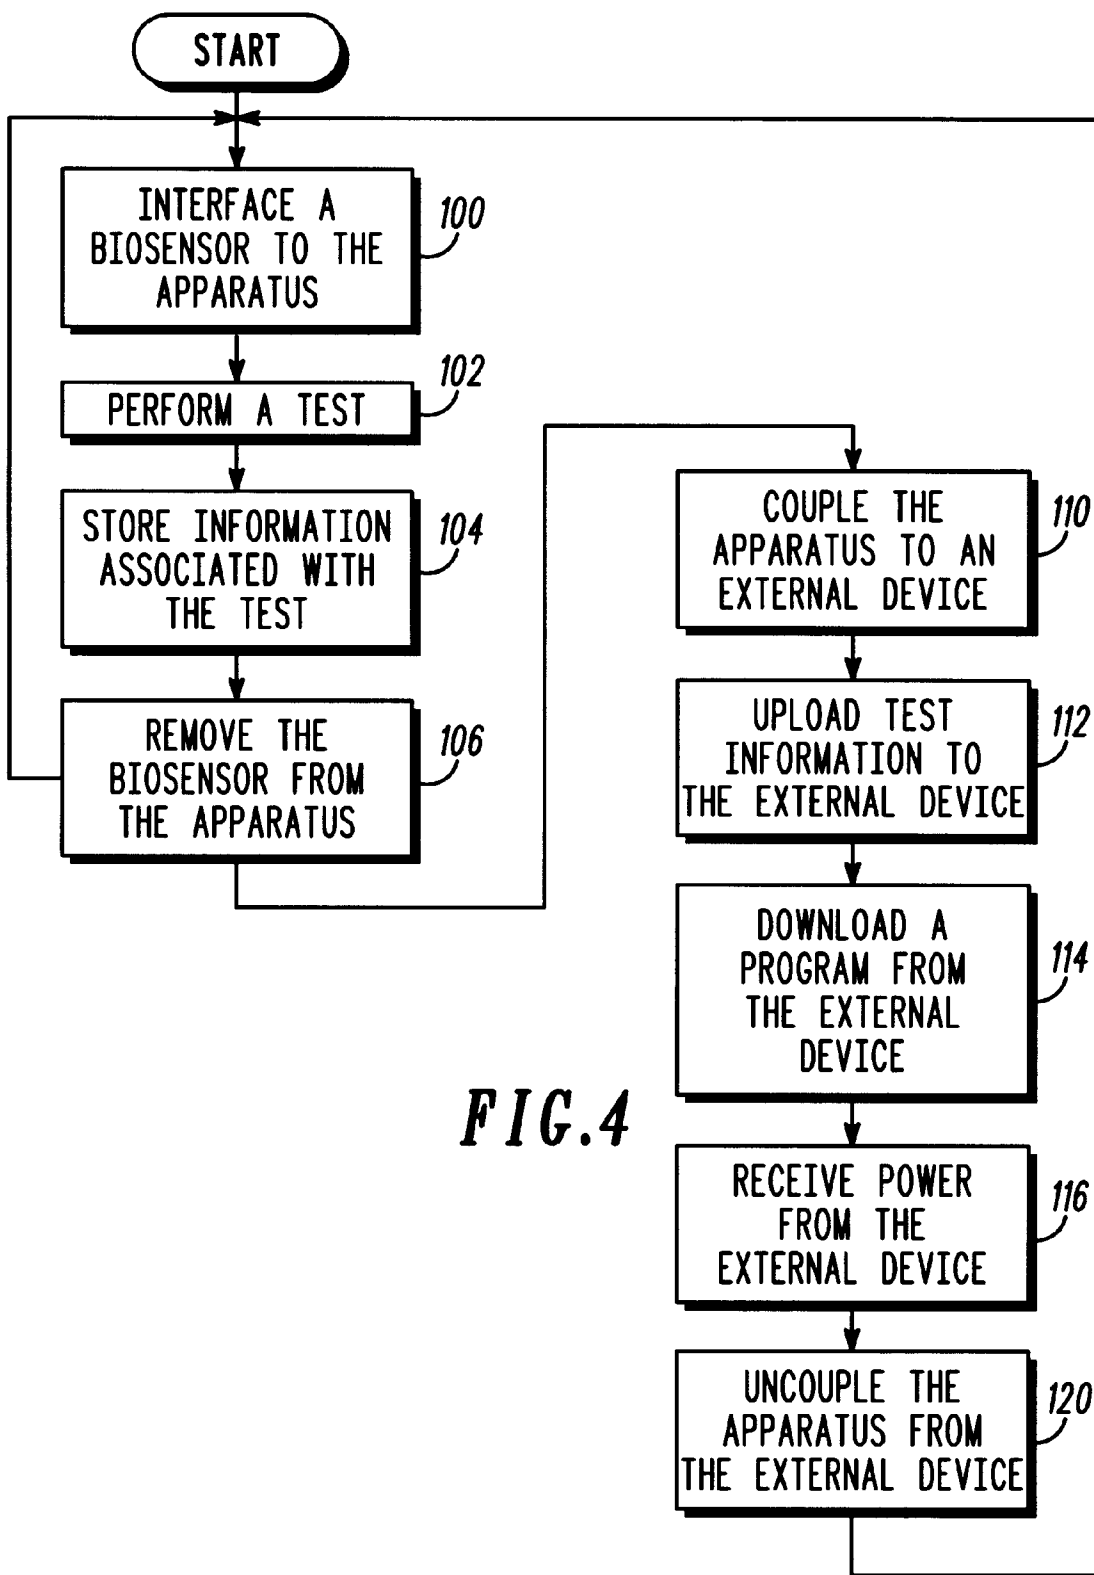 START
INTERFACE A
BIOSENSOR TO THE
APPARATUS
100
PERFORM A TEST
102
STORE INFORMATION
ASSOCIATED WITH
THE TEST
104
REMOVE THE
BIOSENSOR FROM
THE APPARATUS
106
COUPLE THE
APPARATUS TO AN
EXTERNAL DEVICE
110
UPLOAD TEST
INFORMATION TO
THE EXTERNAL DEVICE
112
DOWNLOAD A
PROGRAM FROM
THE EXTERNAL
DEVICE
114
RECEIVE POWER
FROM THE
EXTERNAL DEVICE
116
UNCOUPLE THE
APPARATUS FROM
THE EXTERNAL DEVICE
120
FIG.4